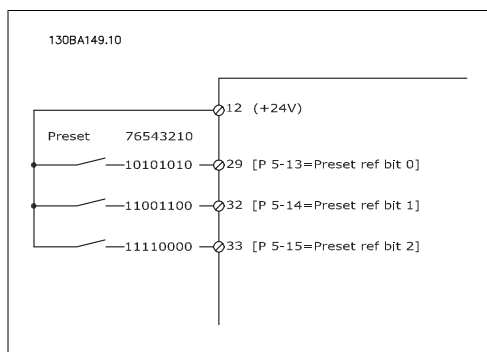 130BA149.10
12 (+24V)
Preset 76543210
10101010 29 [P 5-13=Preset ref bit 0]
11001100 32 [P 5-14=Preset ref bit 1]
11110000 33 [P 5-15=Preset ref bit 2]